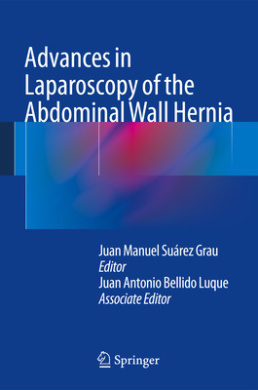 Advances in
Laparoscopy of the
Abdominal Wall Hernia
Juan Manuel Suárez Grau
Editor
Juan Antonio Bellido Luque
Associate Editor
Springer